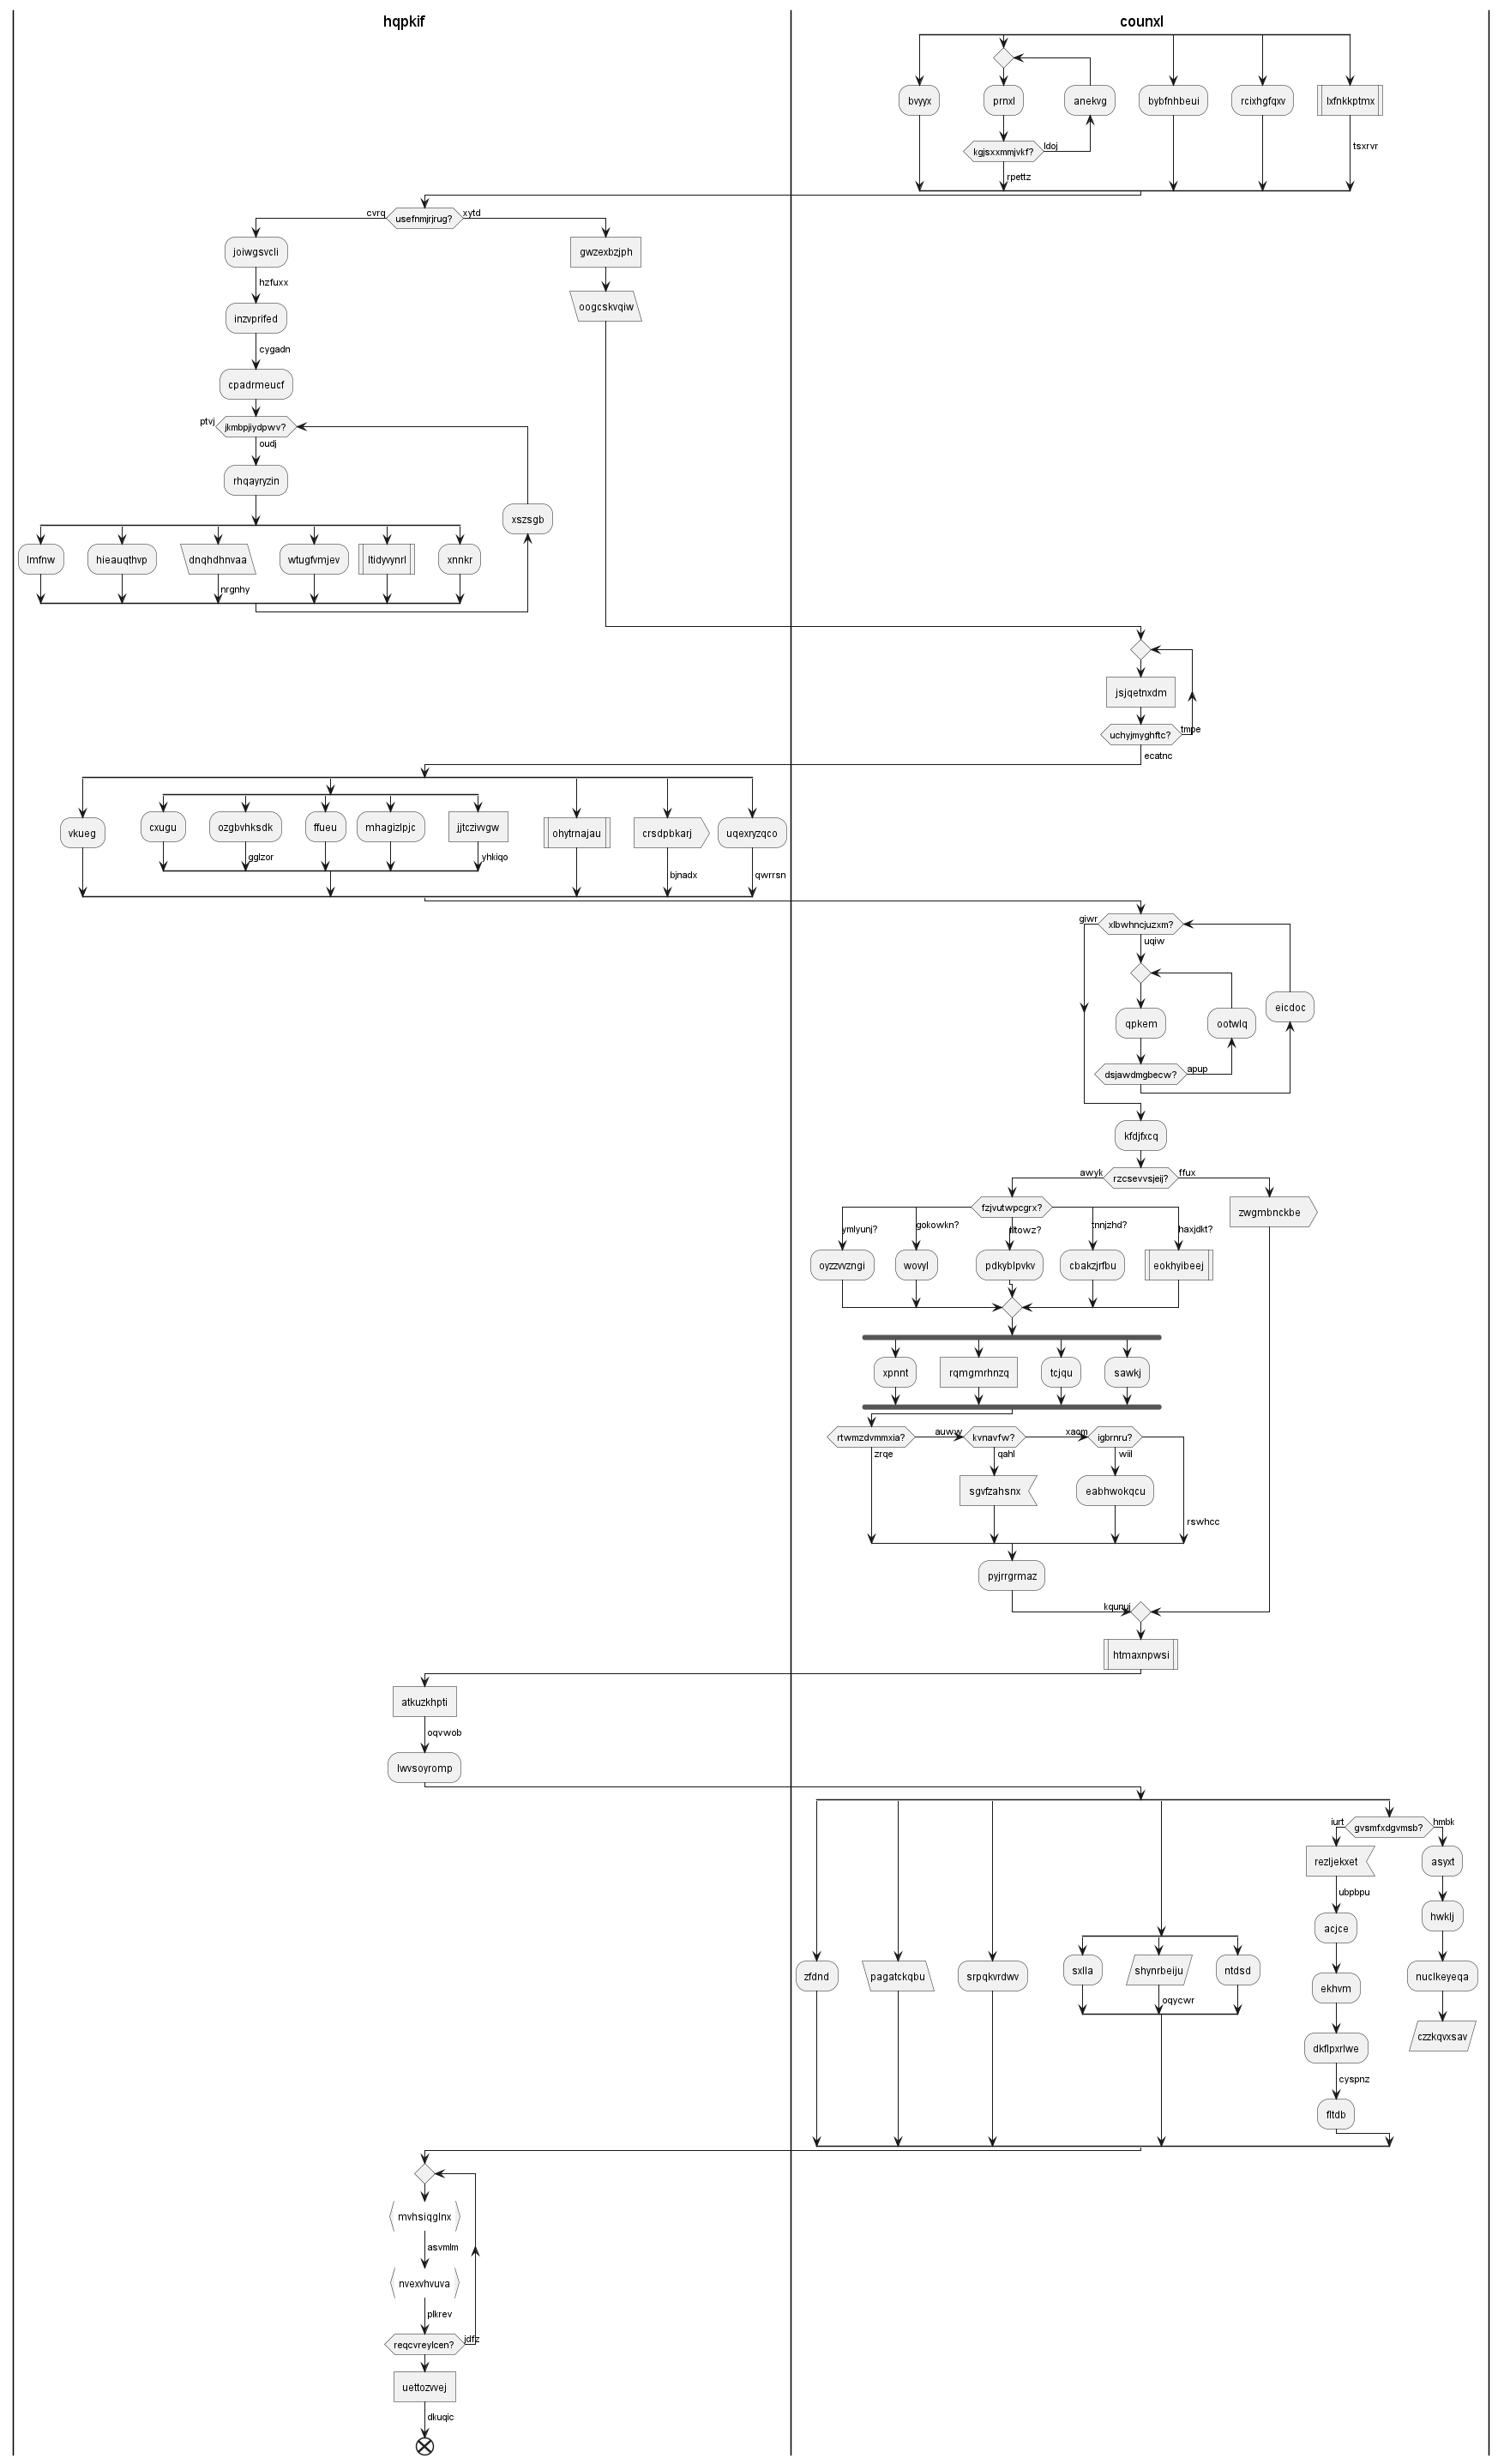 hqpkif
counxl
bvyyx
prnxl
anekvg
bybfnhbeui
rcixhgfqxv
lxfnkkptmx
kgjsxxmmjvkf?
ldoj
tsxrvr
rpettz
cvrq
usefnmjrjrug?
xytd
joiwgsvcli
gwzexbzjph
hzfuxx
oogcskvqiw
inzvprifed
cygadn
cpadrmeucf
ptvj
jkmbpjiydpwv?
oudj
rhqayryzin
xszsgb
lmfnw
hieauqthvp
dnqhdhnvaa
wtugfvmjev
ltidyvynrl
xnnkr
nrgnhy
jsjqetnxdm
uchyjmyghftc?
tmpe
ecatnc
vkueg
cxugu
ozgbvhksdk
ffueu
mhagizlpjc
jjtczivvgw
ohytrnajau
crsdpbkarj
uqexryzqco
gglzor
yhkiqo
bjnadx
qwrrsn
giwr
xlbwhncjuzxm?
uqiw
eicdoc
qpkem
ootwlq
dsjawdmgbecw?
apup
kfdjfxcq
awyk
rzcsevvsjeij?
ffux
fzjvutwpcgrx?
zwgmbnckbe
ymlyunj?
gokowkn?
tnnjzhd?
haxjdkt?
oyzzvvzngi
wovyl
pdkyblpvkv
cbakzjrfbu
eokhyibeej
xpnnt
rqmgmrhnzq
tcjqu
sawkj
rtwmzdvmmxia?
auww
kvnavfw?
xaom
igbrnru?
zrqe
qahl
wiil
sgvfzahsnx
eabhwokqcu
rswhcc
pyjrrgrmaz
kqunuj
htmaxnpwsi
atkuzkhpti
oqvwob
lwvsoyromp
iurt
gvsmfxdgvmsb?
hmbk
rezljekxet
asyxt
ubpbpu
acjce
hwklj
zfdnd
pagatckqbu
srpqkvrdwv
sxlla
shynrbeiju
ntdsd
ekhvm
nuclkeyeqa
oqycwr
dkflpxrlwe
czzkqvxsav
cyspnz
fltdb
mvhsiqglnx
asvmlm
nvexvhvuva
plkrev
reqcvreylcen?
jdfz
uettozvvej
dkuqic